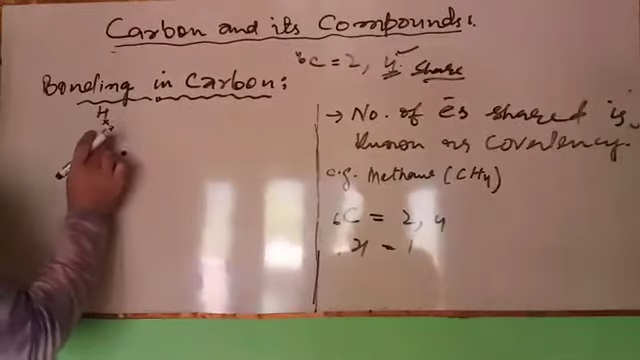 Carbon and its Compounds:
₆C = 2, 4 ✓ share
Bonding in Carbon:
H
→ No. of ēs shared is
known as covalency.
e.g. Methane (CH4)
₆C = 2, 4
₁H = 1